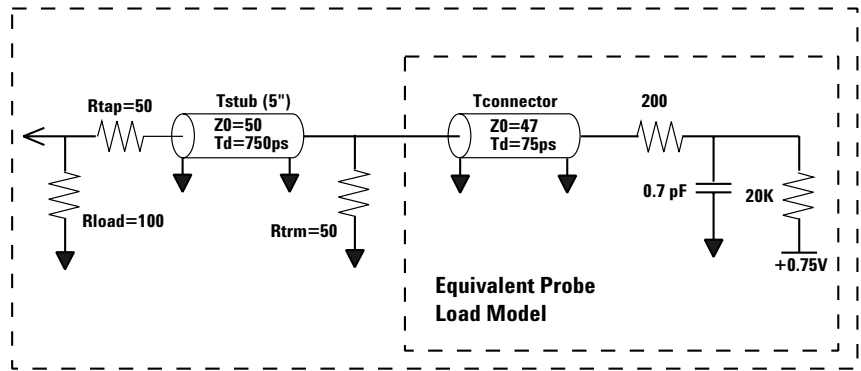 Rtap=50
Tstub (5")
Z0=50
Td=750ps
Rload=100
Rtrm=50
Tconnector
Z0=47
Td=75ps
200
0.7 pF
20K
+0.75V
Equivalent Probe
Load Model